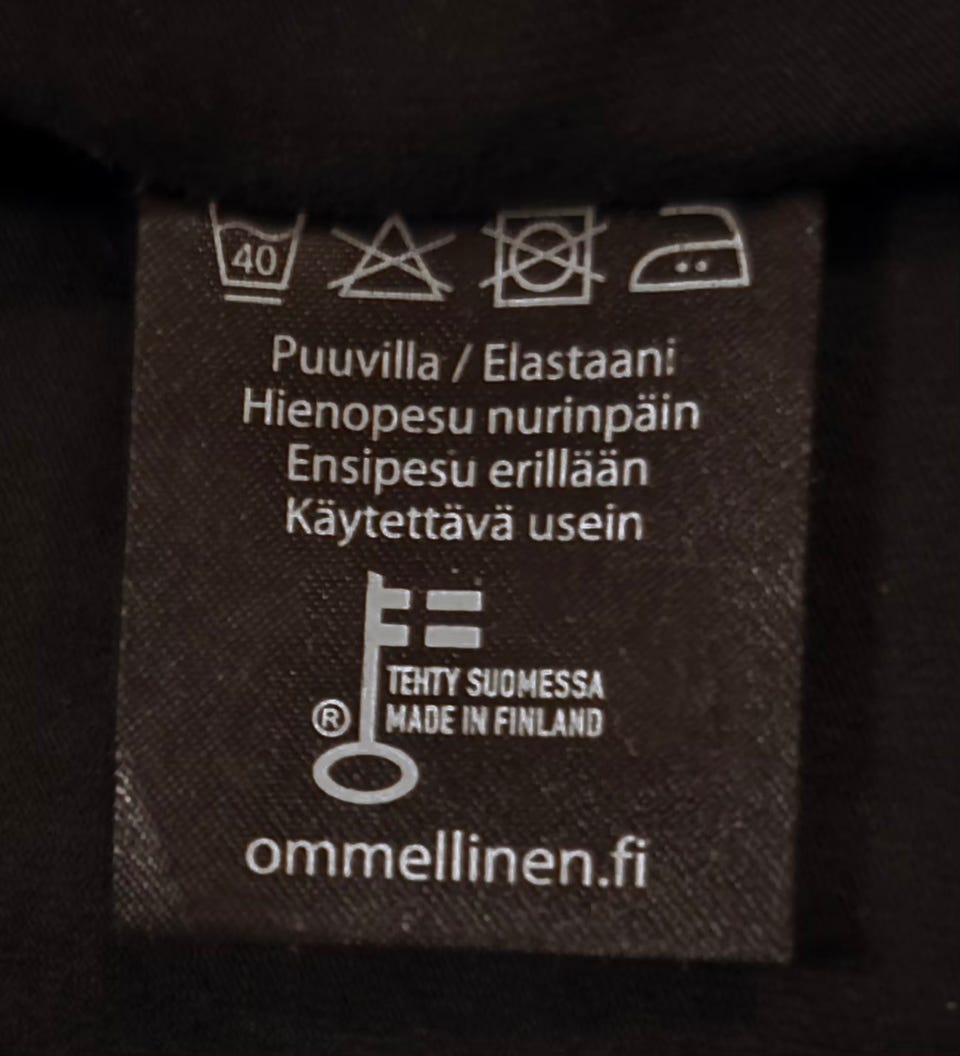 40
Puuvilla / Elastaani
Hienopesu nurinpäin
Ensipesu erillään
Käytettävä usein
TEHTY SUOMESSA
® MADE IN FINLAND
ommellinen.fi